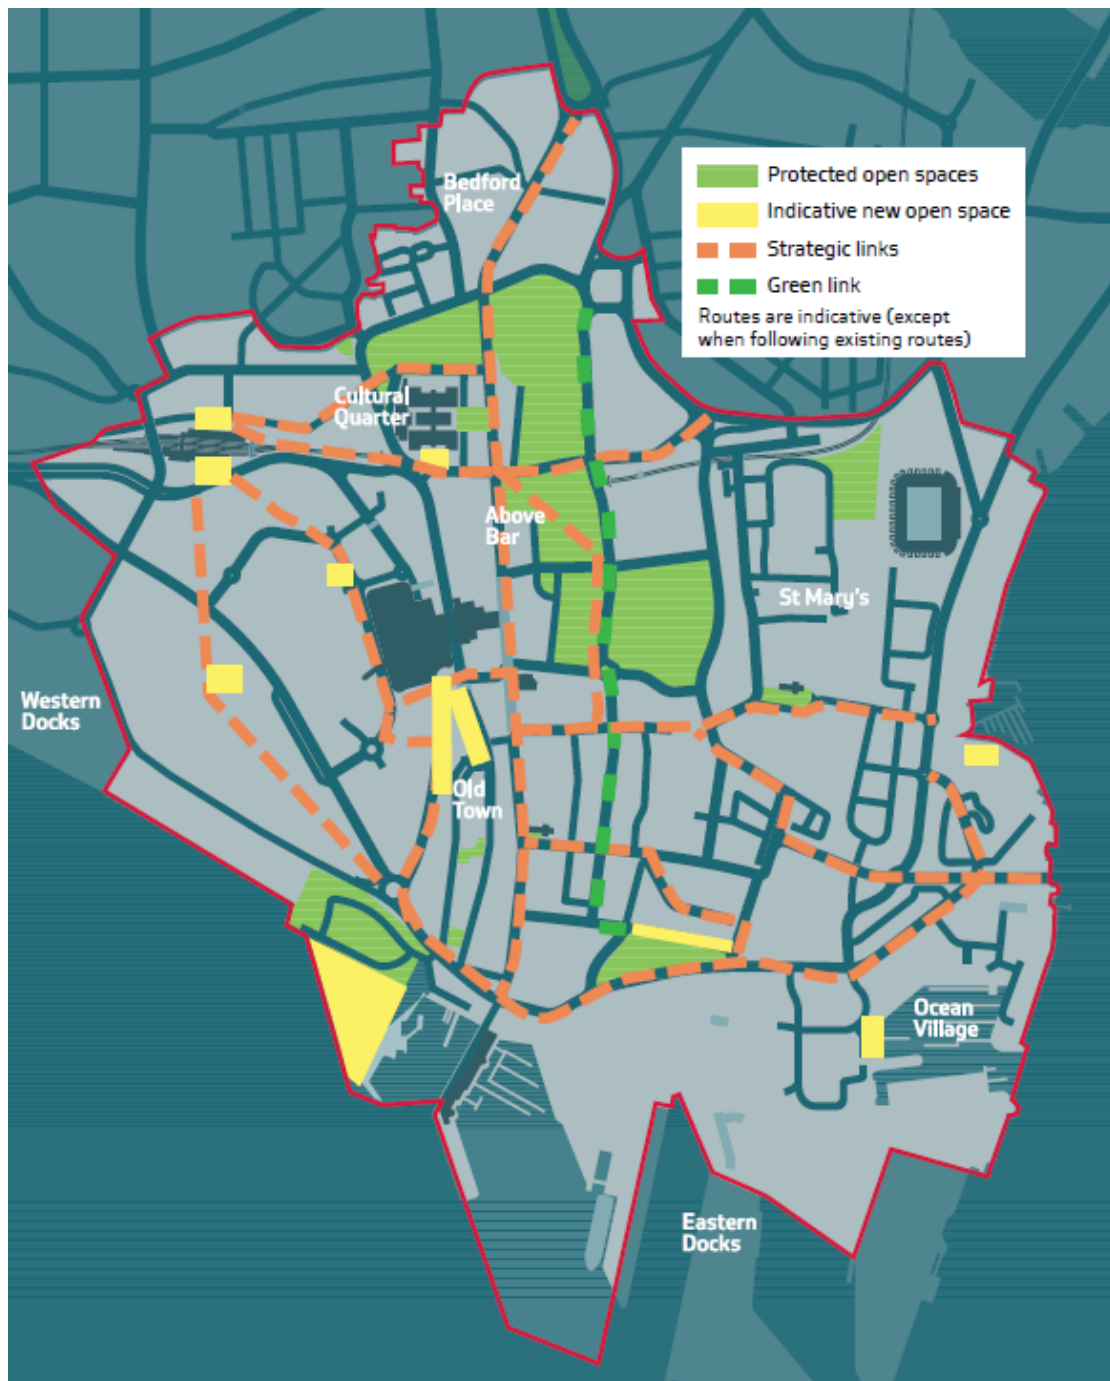 Protected open spaces
Indicative new open space
Strategic links
Green link
Routes are indicative (except
when following existing routes)
Bedford
Place
Cultural
Quarter
Above
Bar
St Mary's
Western
Docks
Old
Town
Ocean
Village
Eastern
Docks